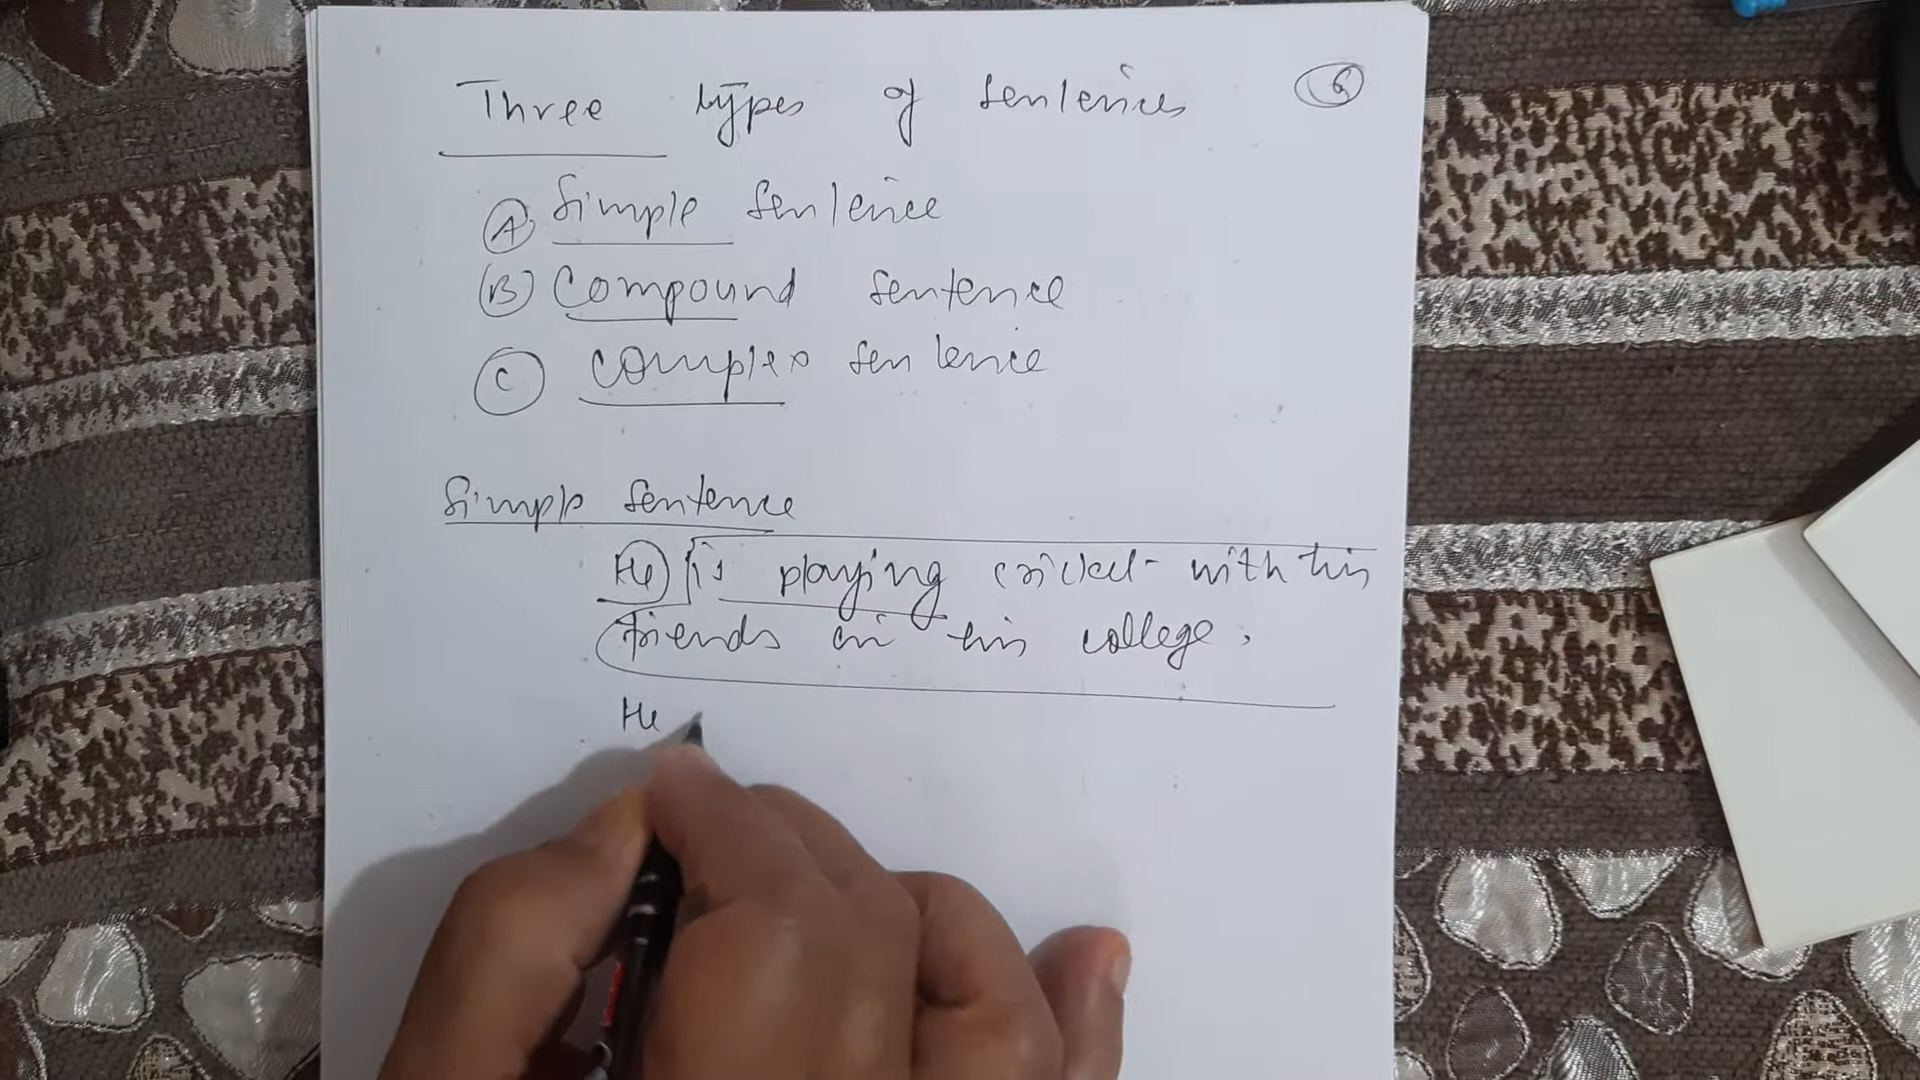 Three types of sentences 6
A Simple sentence
(B) Compound sentence
C complex sentence
Simple sentence
He is playing cricket with his
friends in his college.
He